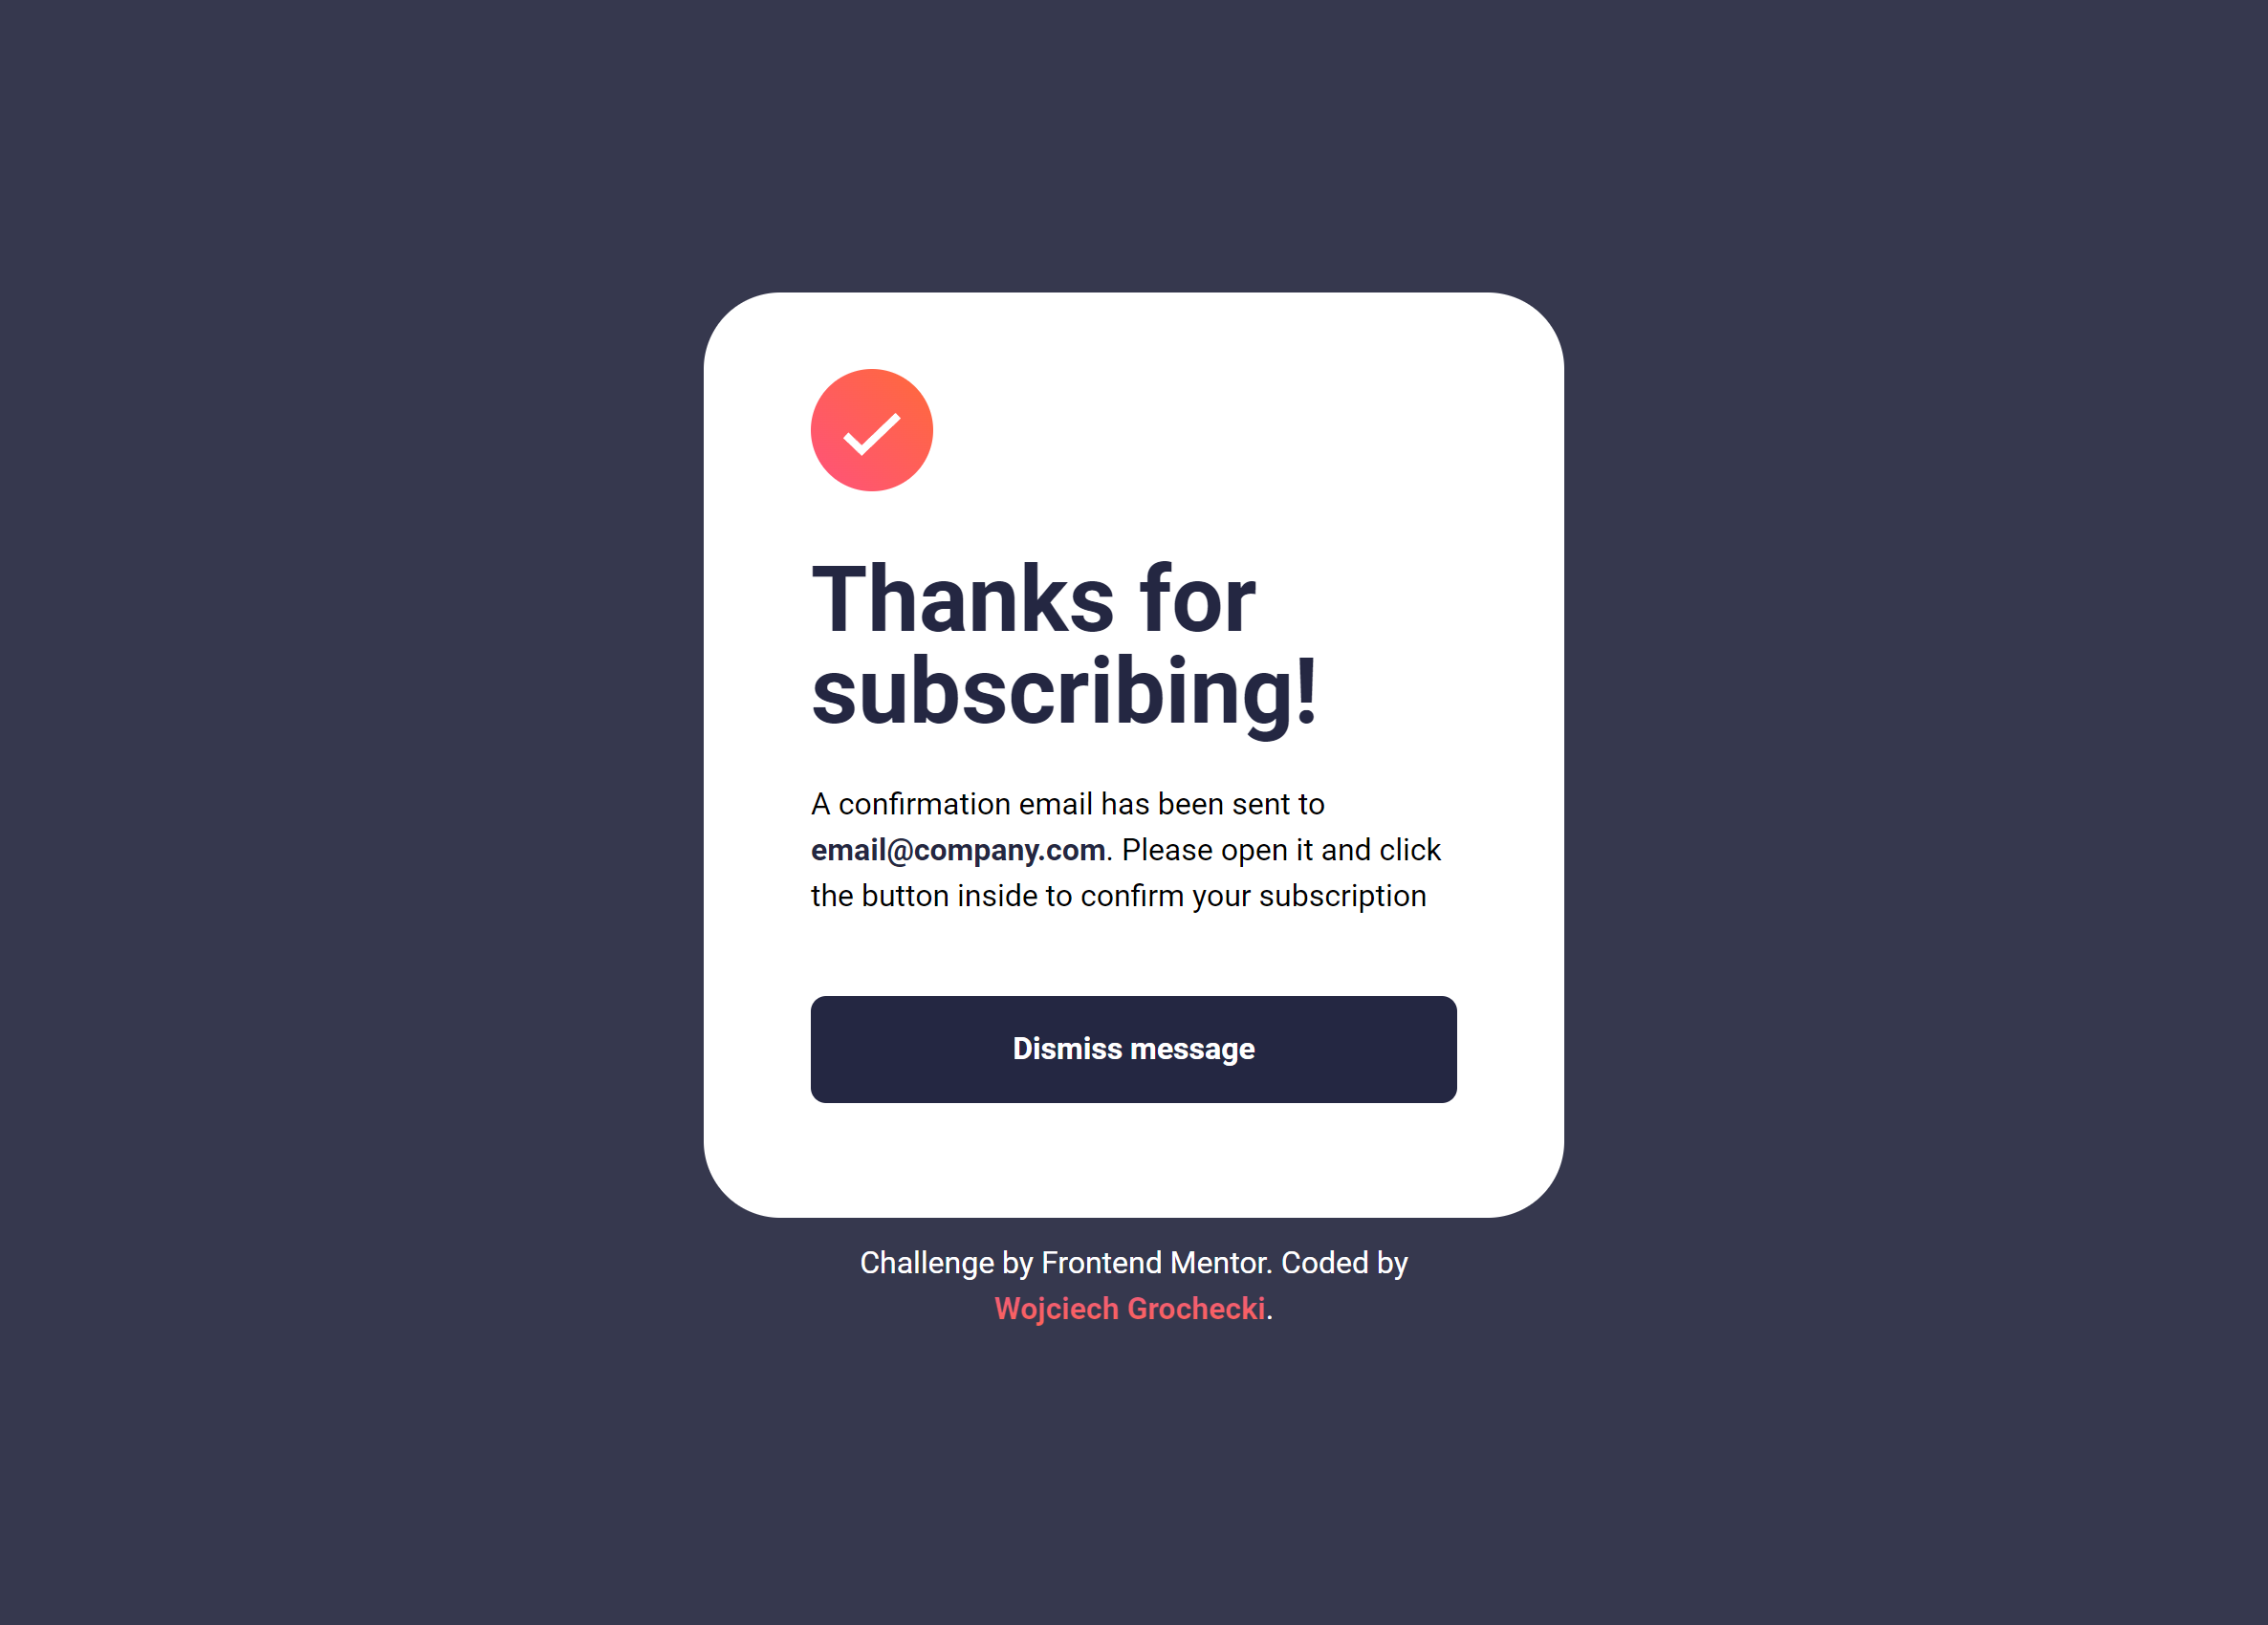 Thanks for
subscribing!
A confirmation email has been sent to
email@company.com. Please open it and click
the button inside to confirm your subscription
Dismiss message
Challenge by Frontend Mentor. Coded by
Wojciech Grochecki.